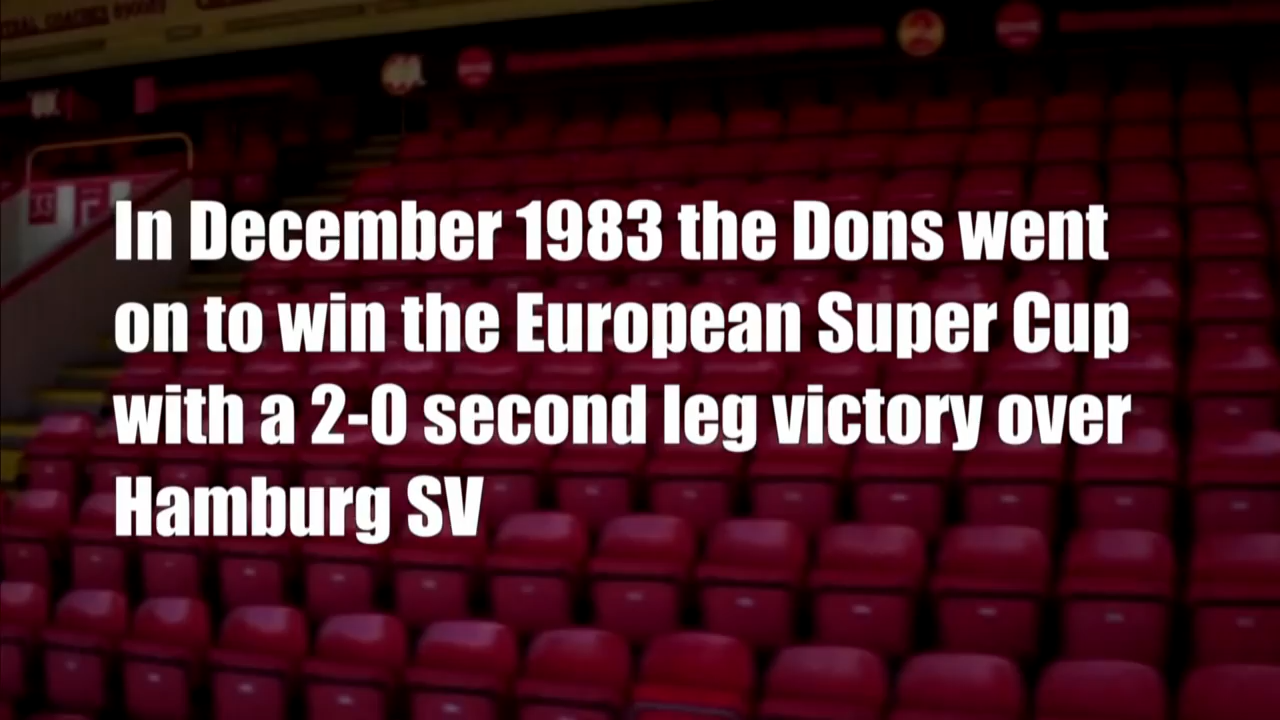 In December 1983 the Dons went
on to win the European Super Cup
with a 2-0 second leg victory over
Hamburg SV